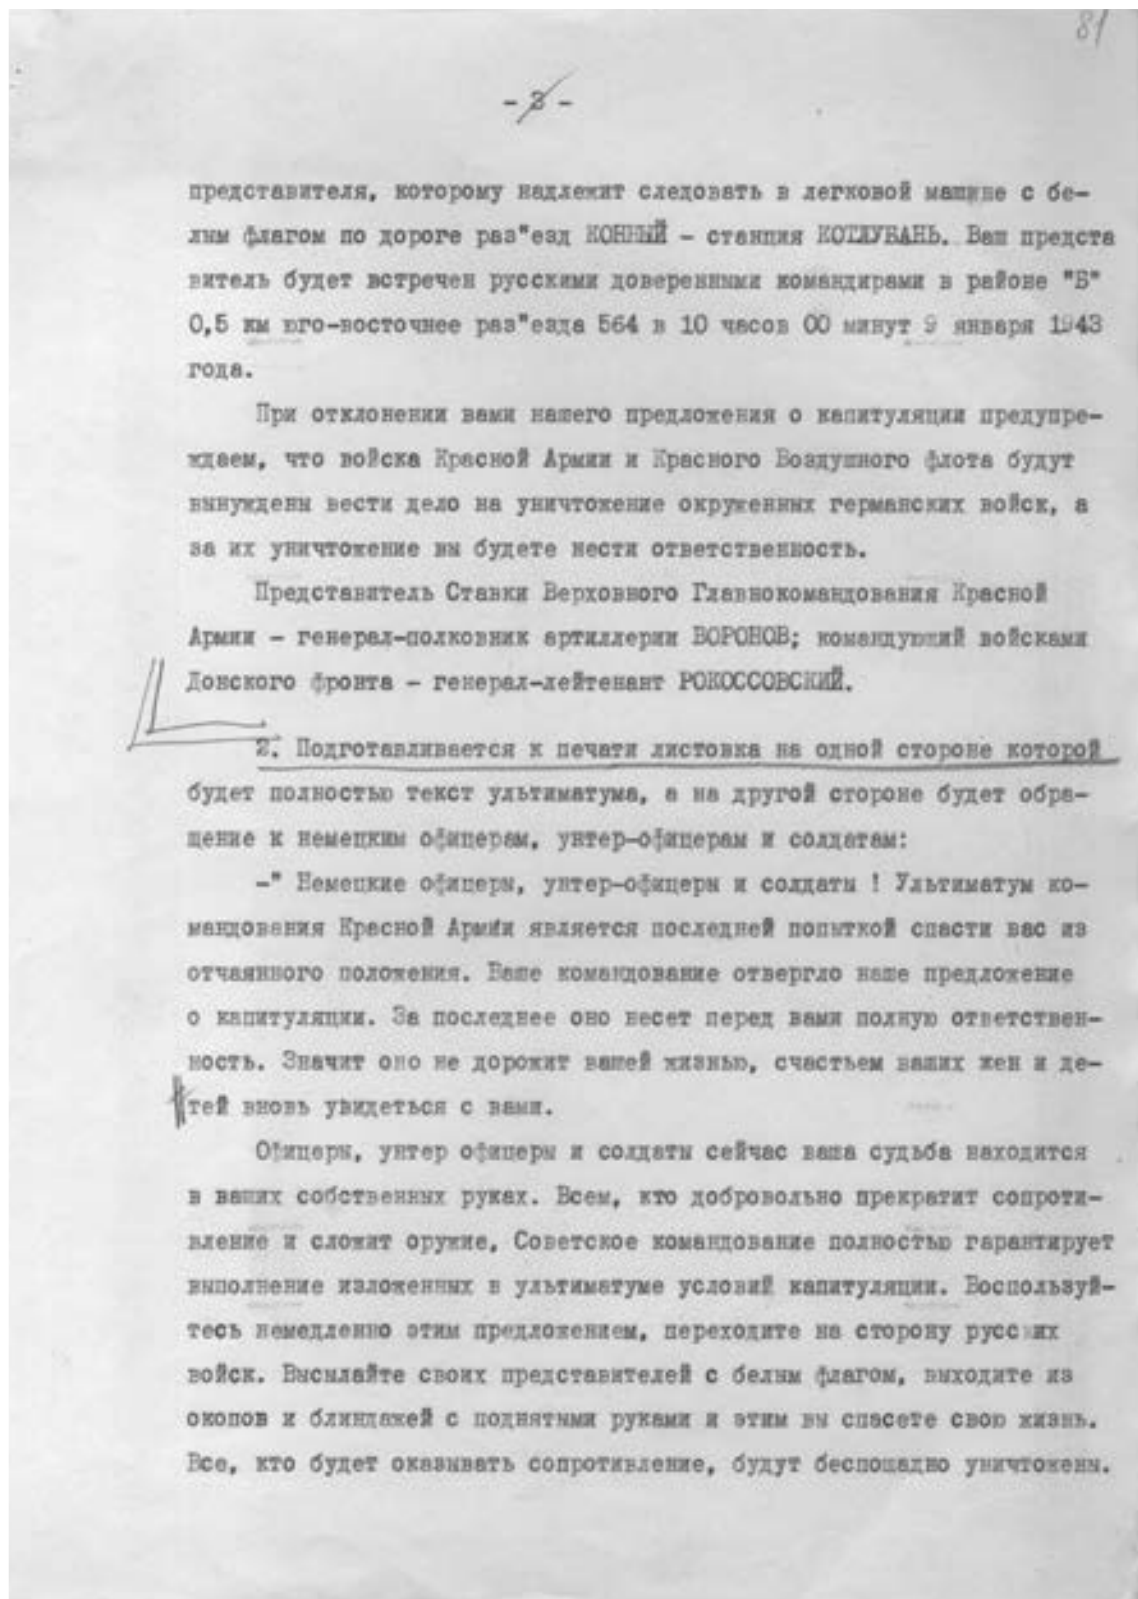 81
- 3 -
представителя, которому надлежит следовать в легковой машине с бе-
лым флагом по дороге раз"езд КОННЫЙ - станция КОТЛУБАНЬ. Ваш предста
витель будет встречен русскими доверенными командирами в районе "Б"
0,5 км юго-восточнее раз"езда 564 в 10 часов 00 минут 9 января 1943
года.
При отклонении вами нашего предложения о капитуляции предупре-
ждаем, что войска Красной Армии и Красного Воздушного флота будут
вынуждены вести дело на уничтожение окруженных германских войск, а
за их уничтожение вы будете нести ответственность.
Представитель Ставки Верховного Главнокомандования Красной
Армии - генерал-полковник артиллерии ВОРОНОВ; командующий войсками
Донского фронта - генерал-лейтенант РОКОССОВСКИЙ.
2. Подготавливается к печати листовка на одной стороне которой
будет полностью текст ультиматума, а на другой стороне будет обра-
щение к немецким офицерам, унтер-офицерам и солдатам:
-" Немецкие офицеры, унтер-офицеры и солдаты ! Ультиматум ко-
мандования Красной Армии является последней попыткой спасти вас из
отчаянного положения. Ваше командование отвергло наше предложение
о капитуляции. За последнее оно несет перед вами полную ответствен-
ность. Значит оно не дорожит вашей жизнью, счастьем ваших жен и де-
тей вновь увидеться с вами.
Офицеры, унтер офицеры и солдаты сейчас ваша судьба находится
в ваших собственных руках. Всем, кто добровольно прекратит сопроти-
вление и сложит оружие, Советское командование полностью гарантирует
выполнение изложенных в ультиматуме условий капитуляции. Воспользуй-
тесь немедленно этим предложением, переходите на сторону русских
войск. Высылайте своих представителей с белым флагом, выходите из
окопов и блиндажей с поднятыми руками и этим вы спасете свою жизнь.
Все, кто будет оказывать сопротивление, будут беспощадно уничтожены.